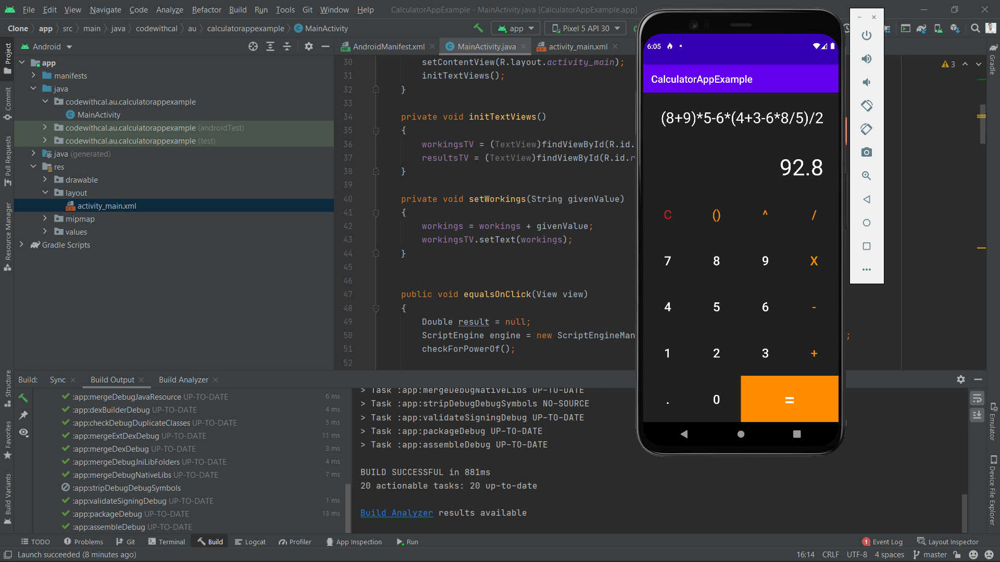 File Edit View Navigate Code Analyze Refactor Build Run Tools Git Window Help CalculatorAppExample - MainActivity.java [CalculatorAppExample.app]
Clone app src main java codewithcal au calculatorappexample MainActivity app Pixel 5 API 30
Project
Commit
Pull Requests
Resource Manager
Structure
Favorites
Build Variants
Android
app
manifests
java
codewithcal.au.calculatorappexample
MainActivity
codewithcal.au.calculatorappexample (androidTest)
codewithcal.au.calculatorappexample (test)
java (generated)
res
drawable
layout
activity_main.xml
mipmap
values
Gradle Scripts
AndroidManifest.xml MainActivity.java activity_main.xml
3
30 setContentView(R.layout.activity_main);
31 initTextViews();
32 }
33
34 private void initTextViews()
35 {
36 workingsTV = (TextView)findViewById(R.id.
37 resultsTV = (TextView)findViewById(R.id.r
38 }
39
40 private void setWorkings(String givenValue)
41 {
42 workings = workings + givenValue;
43 workingsTV.setText(workings);
44 }
45
46
47 public void equalsOnClick(View view)
48 {
49 Double result = null;
50 ScriptEngine engine = new ScriptEngineMan ;
51 checkForPowerOf();
52
6:05
CalculatorAppExample
(8+9)*5-6*(4+3-6*8/5)/2
92.8
C () ^ /
7 8 9 X
4 5 6 -
1 2 3 +
. 0 =
Gradle
Emulator
Device File Explorer
Build: Sync Build Output Build Analyzer
:app:mergeDebugJavaResource UP-TO-DATE 6 ms
:app:dexBuilderDebug UP-TO-DATE 4 ms
:app:checkDebugDuplicateClasses UP-TO-DATE 5 ms
:app:mergeExtDexDebug UP-TO-DATE 11 ms
:app:mergeDexDebug UP-TO-DATE 3 ms
:app:mergeDebugJniLibFolders UP-TO-DATE 4 ms
:app:mergeDebugNativeLibs UP-TO-DATE 7 ms
:app:stripDebugDebugSymbols
:app:validateSigningDebug UP-TO-DATE 1 ms
:app:packageDebug UP-TO-DATE 13 ms
:app:assembleDebug UP-TO-DATE
> Task :app:mergeDebugNativeLibs UP-TO-DATE
> Task :app:stripDebugDebugSymbols NO-SOURCE
> Task :app:validateSigningDebug UP-TO-DATE
> Task :app:packageDebug UP-TO-DATE
> Task :app:assembleDebug UP-TO-DATE
BUILD SUCCESSFUL in 881ms
20 actionable tasks: 20 up-to-date
Build Analyzer results available
TODO Problems Git Terminal Build Logcat Profiler App Inspection Run 1 Event Log Layout Inspector
Launch succeeded (8 minutes ago) 16:14 CRLF UTF-8 4 spaces master